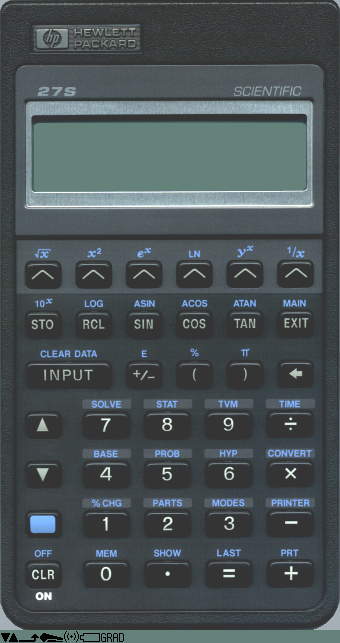 hp HEWLETT
PACKARD
27S SCIENTIFIC
√x x² eˣ LN yˣ 1/x
10ˣ LOG ASIN ACOS ATAN MAIN
STO RCL SIN COS TAN EXIT
CLEAR DATA E % π
INPUT +/− ( )
SOLVE STAT TVM TIME
7 8 9 ÷
BASE PROB HYP CONVERT
4 5 6 ×
%CHG PARTS MODES PRINTER
1 2 3 −
OFF MEM SHOW LAST PRT
CLR 0 · = +
ON
GRAD